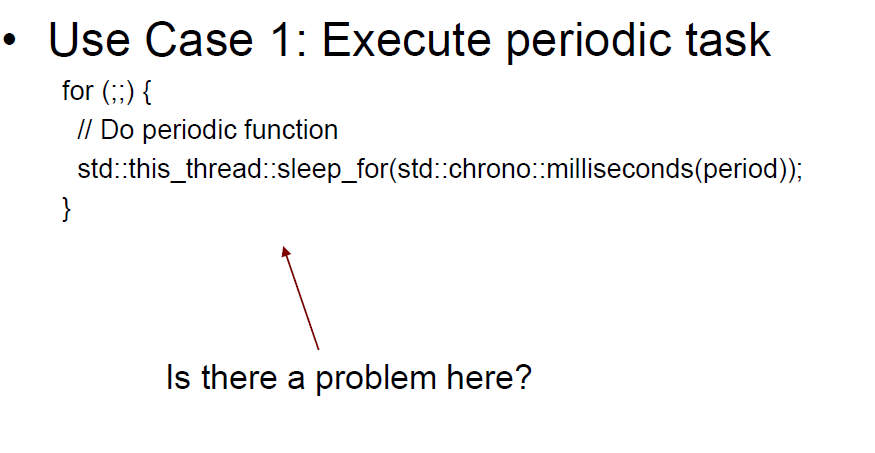 • Use Case 1: Execute periodic task
for (;;) {
// Do periodic function
std::this_thread::sleep_for(std::chrono::milliseconds(period));
}
Is there a problem here?